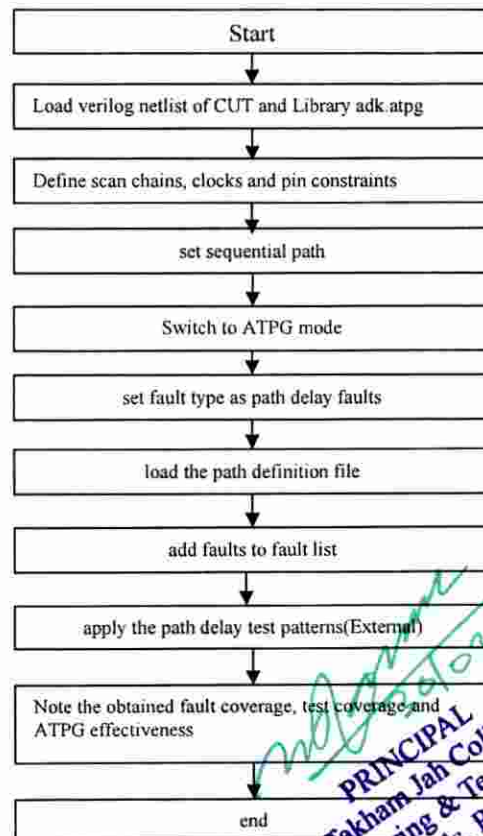 Start
Load verilog netlist of CUT and Library adk.atpg
Define scan chains, clocks and pin constraints
set sequential path
Switch to ATPG mode
set fault type as path delay faults
load the path definition file
add faults to fault list
apply the path delay test patterns(External)
Note the obtained fault coverage, test coverage and
ATPG effectiveness
end
PRINCIPAL
Jah